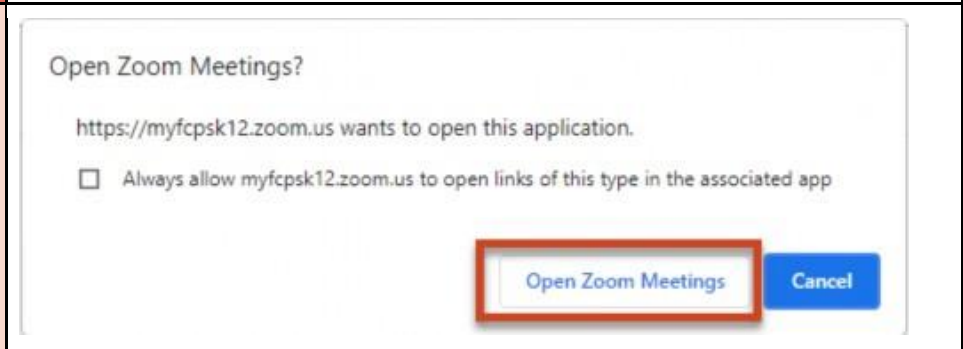 Open Zoom Meetings?
https://myfcpsk12.zoom.us wants to open this application.
Always allow myfcpsk12.zoom.us to open links of this type in the associated app
Open Zoom Meetings Cancel